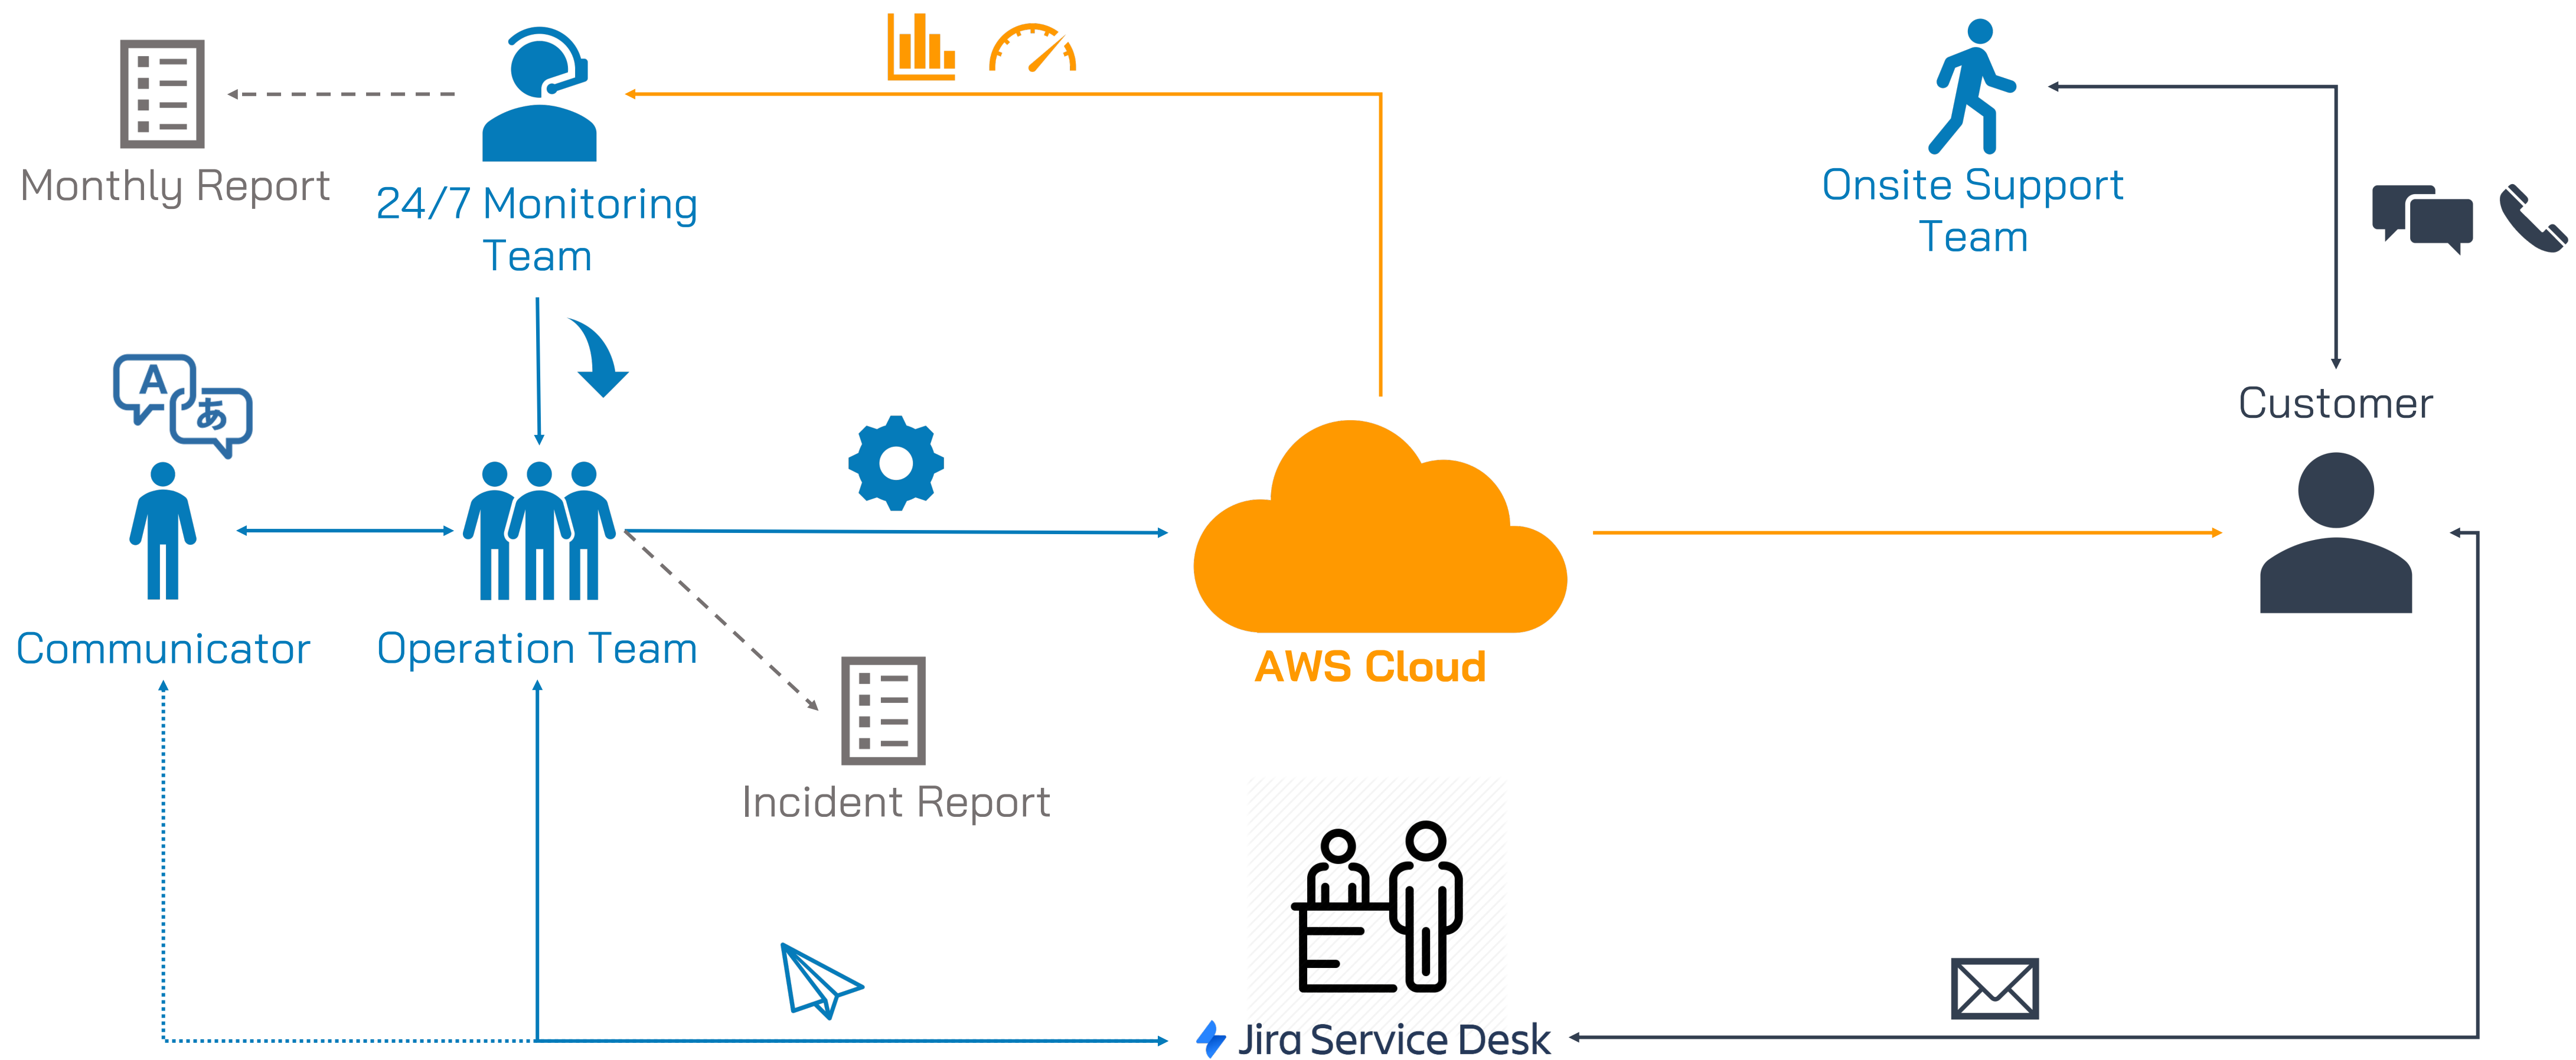 Monthly Report
24/7 Monitoring
Team
Onsite Support
Team
Customer
A
あ
Communicator
Operation Team
AWS Cloud
Incident Report
Jira Service Desk